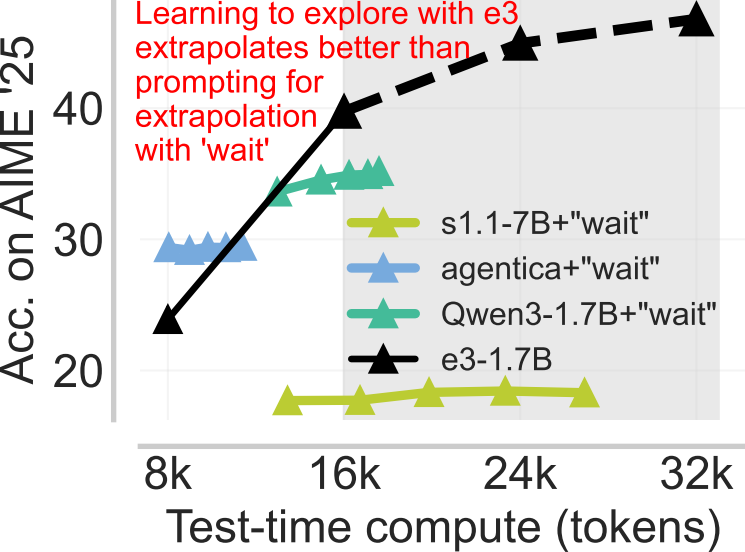 Learning to explore with e3
extrapolates better than
prompting for
extrapolation
with 'wait'
Acc. on AIME '25
40
30
20
s1.1-7B+"wait"
agentica+"wait"
Qwen3-1.7B+"wait"
e3-1.7B
8k 16k 24k 32k
Test-time compute (tokens)